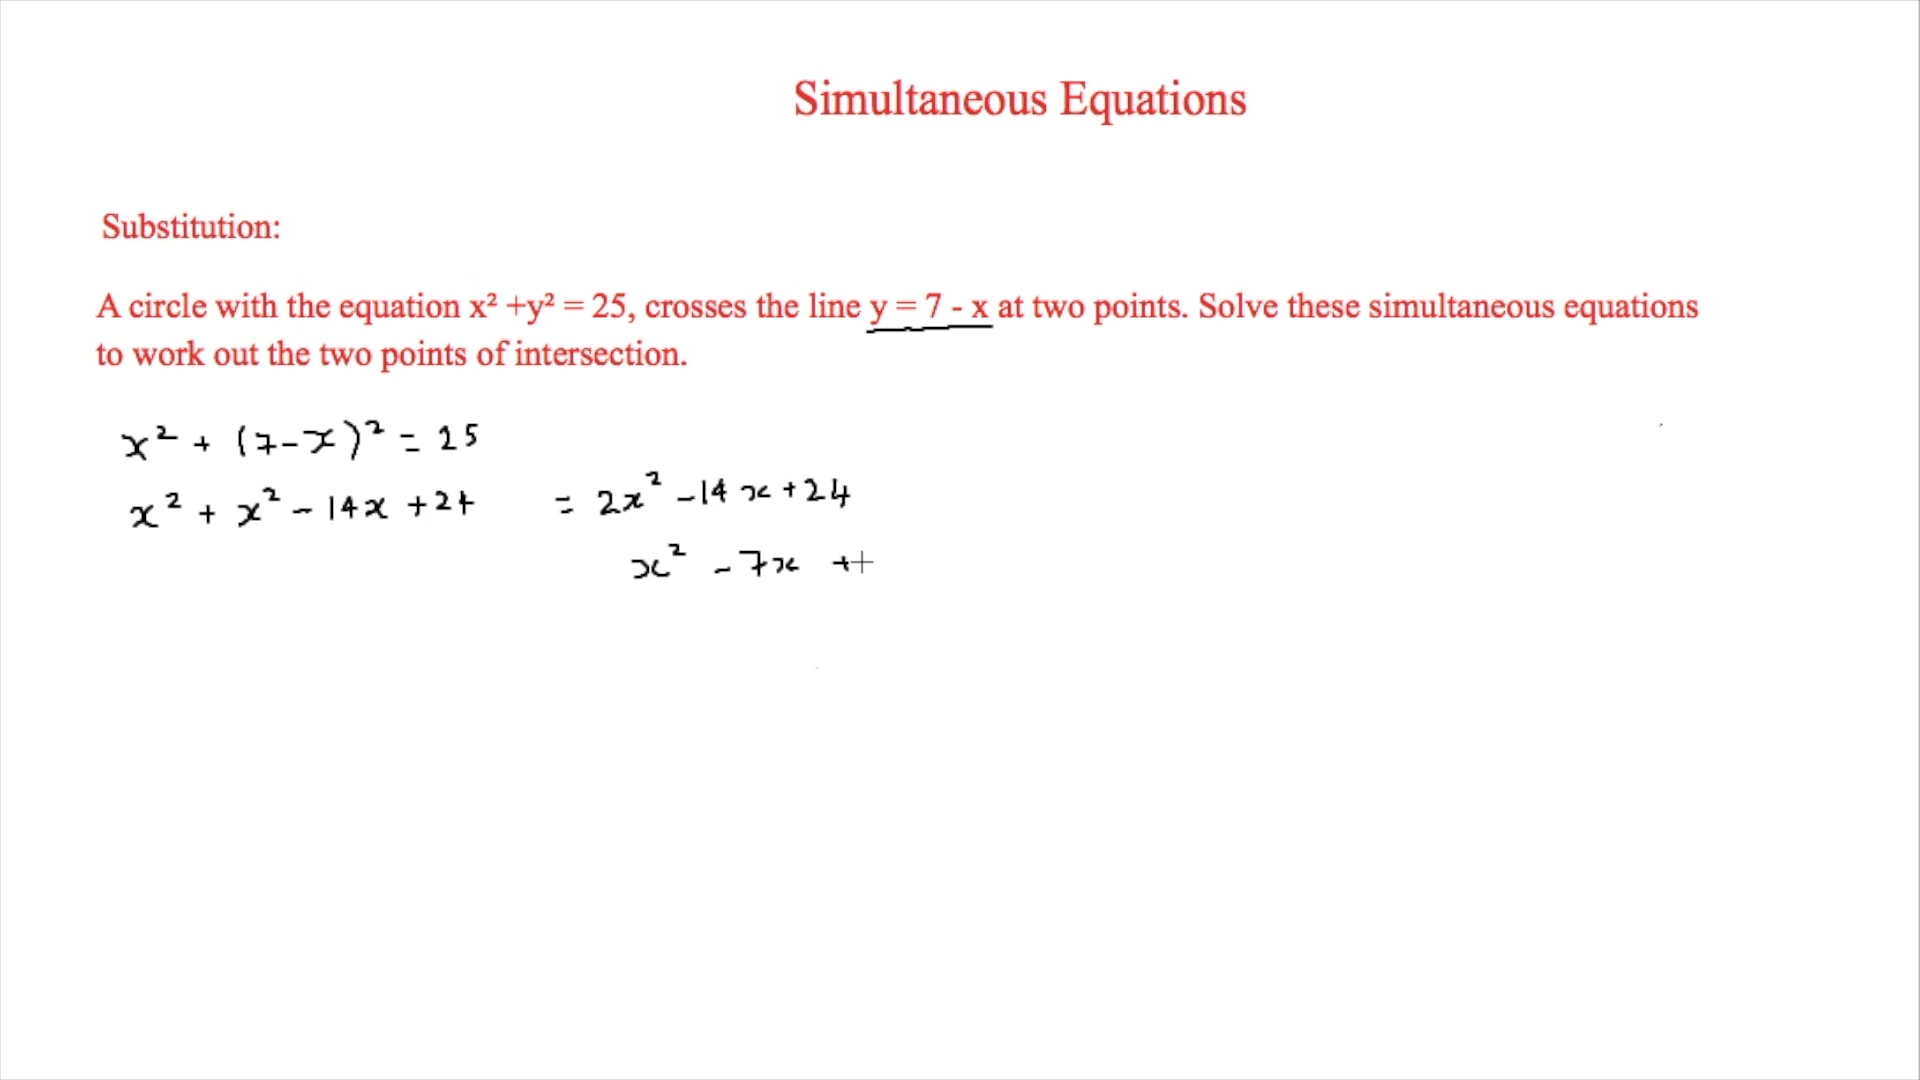 Simultaneous Equations
Substitution:
A circle with the equation x² +y² = 25, crosses the line y = 7 - x at two points. Solve these simultaneous equations
to work out the two points of intersection.
x² + (7-x)² = 25
x² + x² - 14x + 24 = 2x² - 14x + 24
x² - 7x +